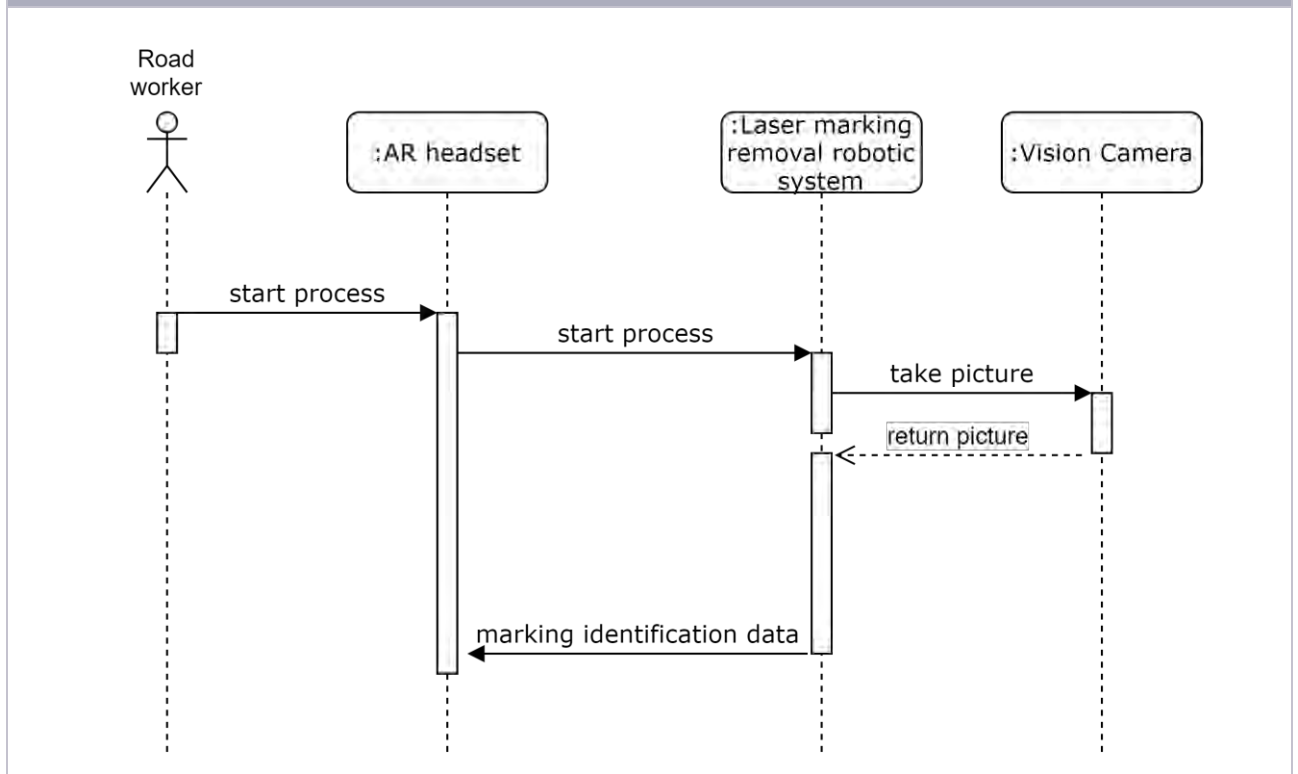 Road
worker
:AR headset
:Laser marking
removal robotic
system
:Vision Camera
start process
start process
take picture
return picture
marking identification data